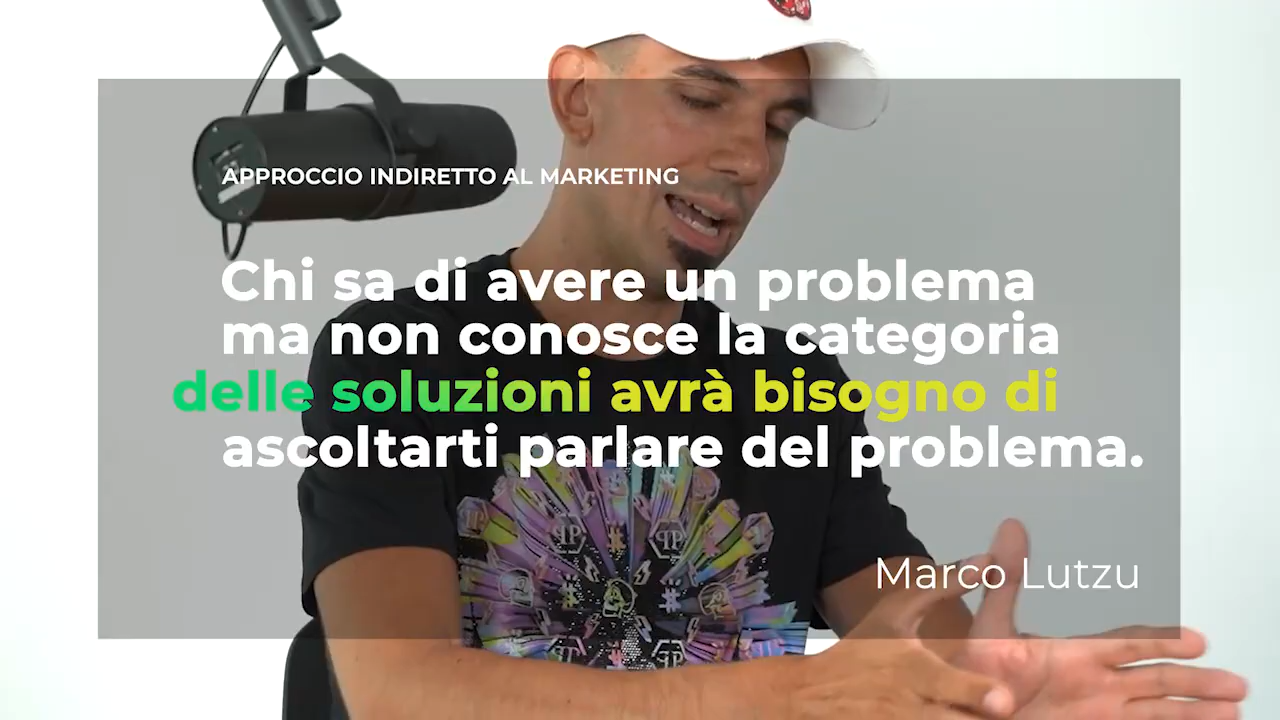 APPROCCIO INDIRETTO AL MARKETING
Chi sa di avere un problema
ma non conosce la categoria
delle soluzioni avrà bisogno di
ascoltarti parlare del problema.
Marco Lutzu